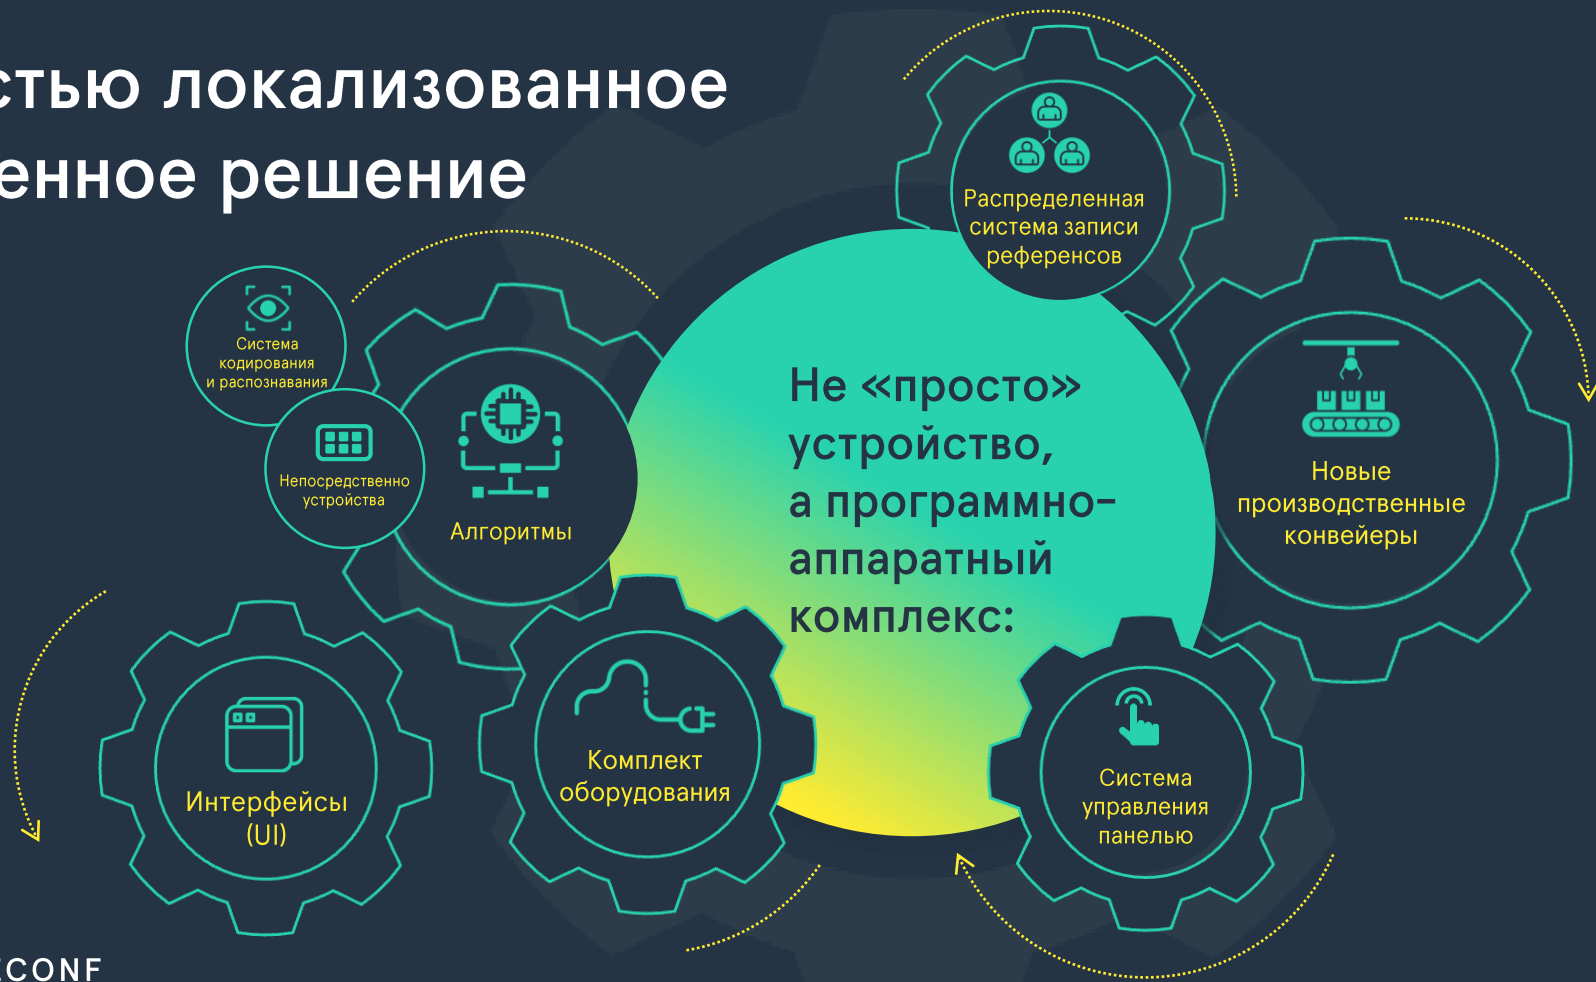 стью локализованное
енное решение
Распределенная
система записи
референсов
Система
кодирования
и распознавания
Непосредственно
устройства
Алгоритмы
Не «просто»
устройство,
а программно-
аппаратный
комплекс:
Новые
производственные
конвейеры
Интерфейсы
(UI)
Комплект
оборудования
Система
управления
панелью
CONF